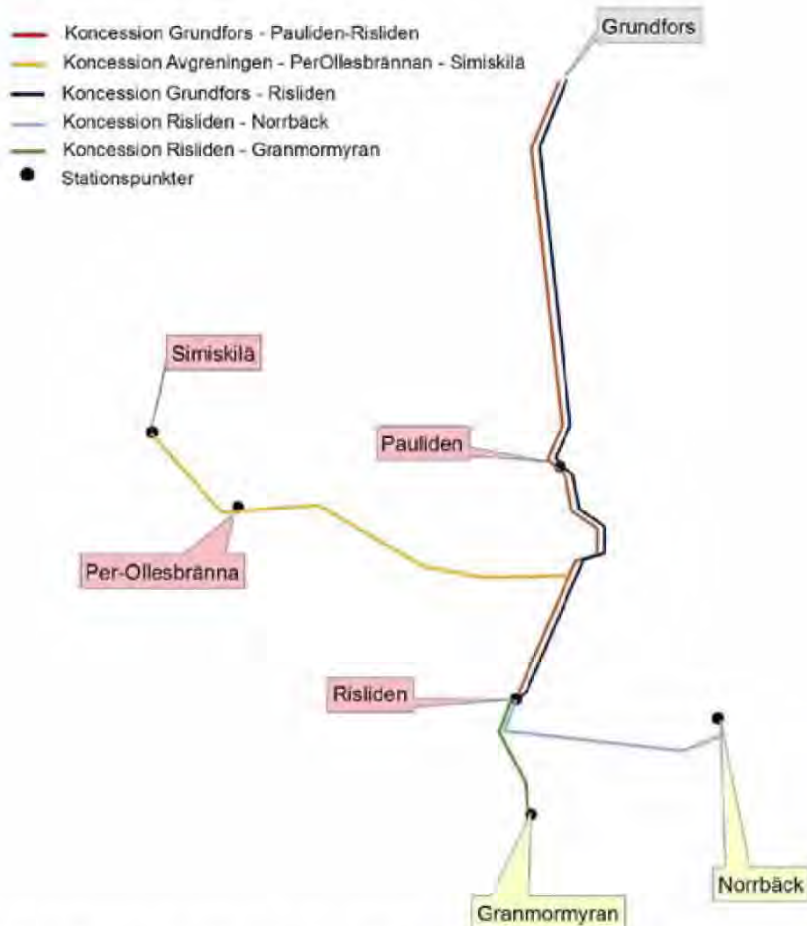 Koncession Grundfors - Pauliden-Risliden
Koncession Avgreningen - PerOllesbrännan - Simiskilä
Koncession Grundfors - Risliden
Koncession Risliden - Norrbäck
Koncession Risliden - Granmormyran
Stationspunkter
Grundfors
Simiskilä
Pauliden
Per-Ollesbränna
Risliden
Norrbäck
Granmormyran